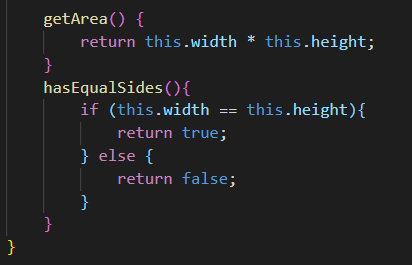 getArea() {
return this.width * this.height;
}
hasEqualSides(){
if (this.width == this.height){
return true;
} else {
return false;
}
}
}